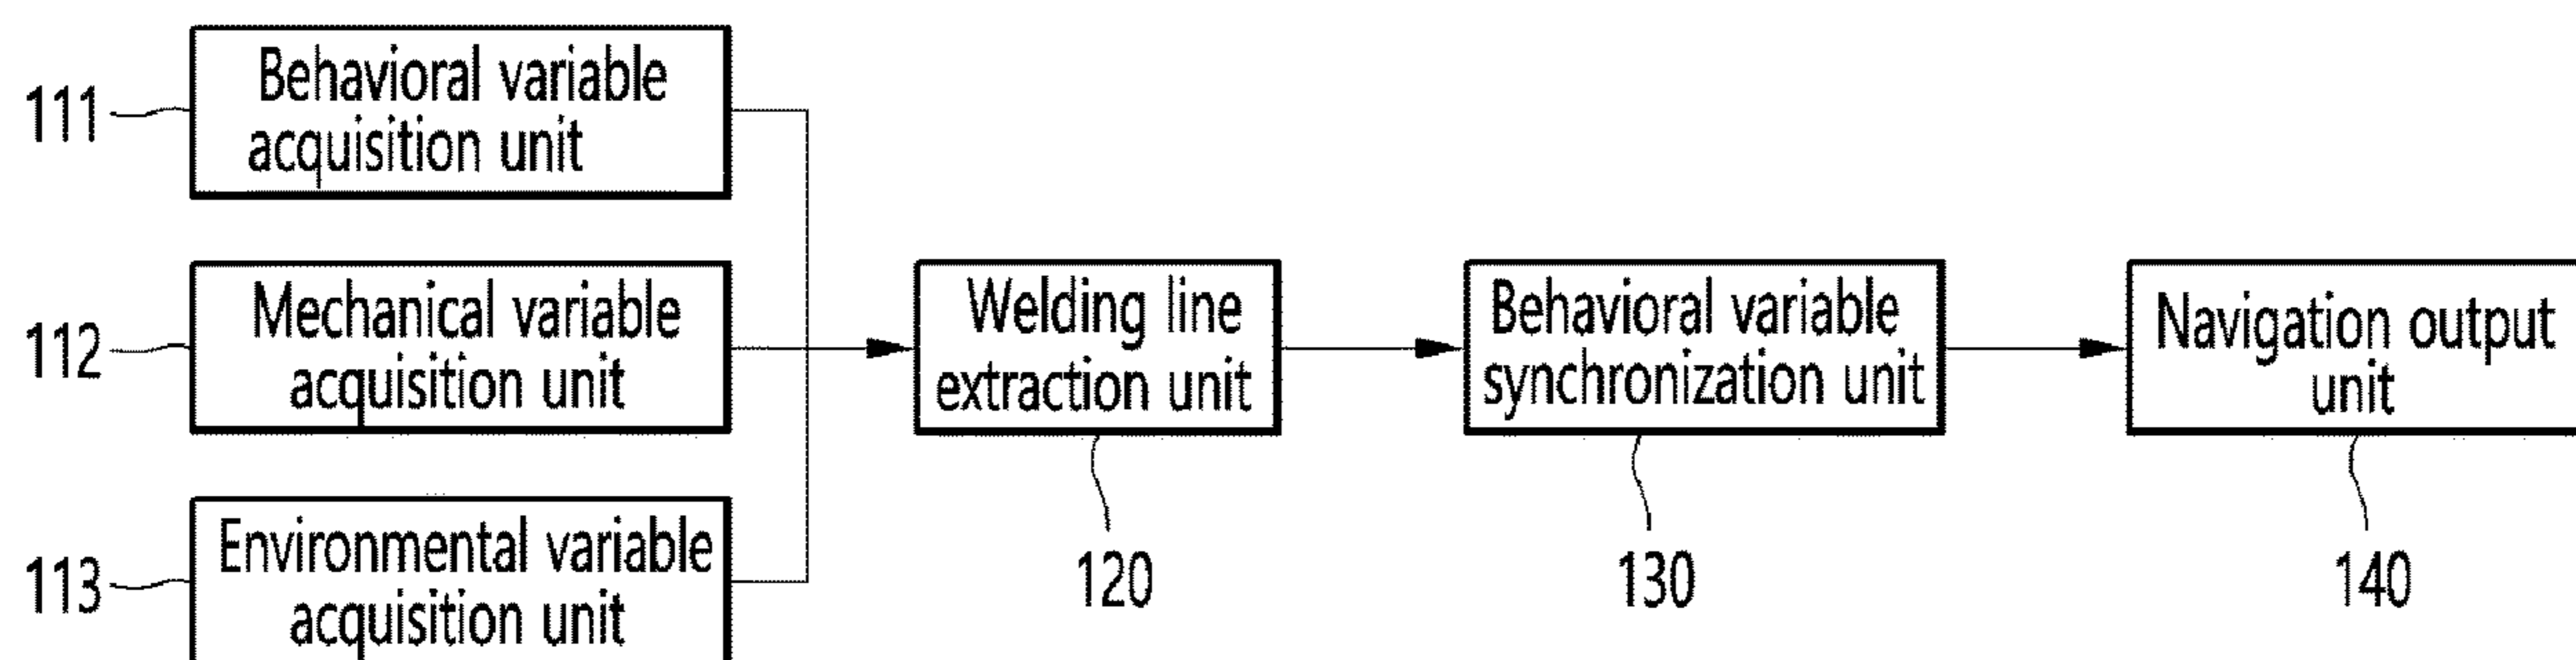 111
Behavioral variable
acquisition unit
112
Mechanical variable
acquisition unit
113
Environmental variable
acquisition unit
Welding line
extraction unit
120
Behavioral variable
synchronization unit
130
Navigation output
unit
140